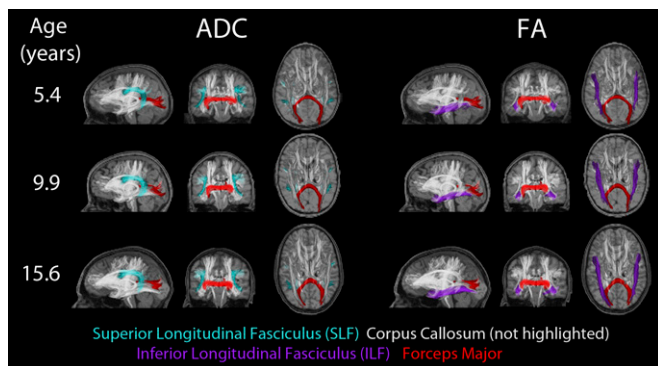 Age
(years)
ADC
FA
5.4
9.9
15.6
Superior Longitudinal Fasciculus (SLF) Corpus Callosum (not highlighted)
Inferior Longitudinal Fasciculus (ILF) Forceps Major